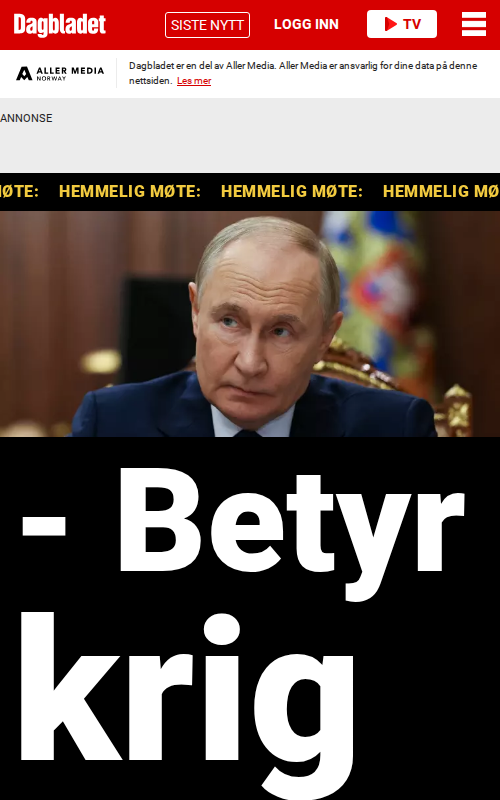 Dagbladet SISTE NYTT LOGG INN TV
ALLER MEDIA
NORWAY
Dagbladet er en del av Aller Media. Aller Media er ansvarlig for dine data på denne
nettsiden. Les mer
ANNONSE
MØTE: HEMMELIG MØTE: HEMMELIG MØTE: HEMMELIG MØ
- Betyr
krig